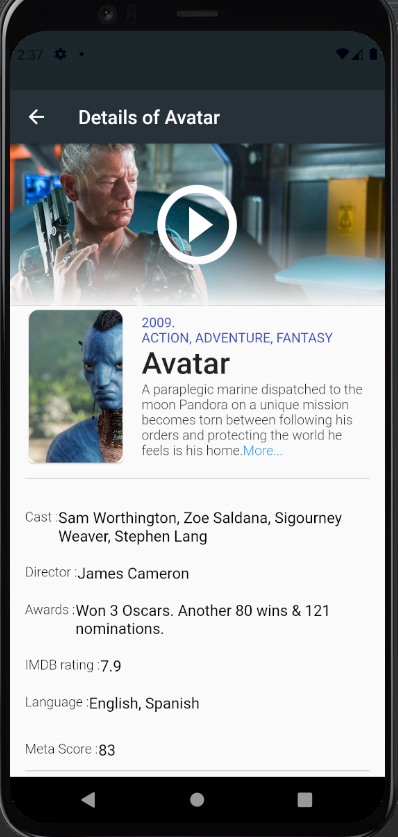 2:37
Details of Avatar
2009.
ACTION, ADVENTURE, FANTASY
Avatar
A paraplegic marine dispatched to the
moon Pandora on a unique mission
becomes torn between following his
orders and protecting the world he
feels is his home.More...
Cast :Sam Worthington, Zoe Saldana, Sigourney
Weaver, Stephen Lang
Director :James Cameron
Awards :Won 3 Oscars. Another 80 wins & 121
nominations.
IMDB rating :7.9
Language :English, Spanish
Meta Score :83